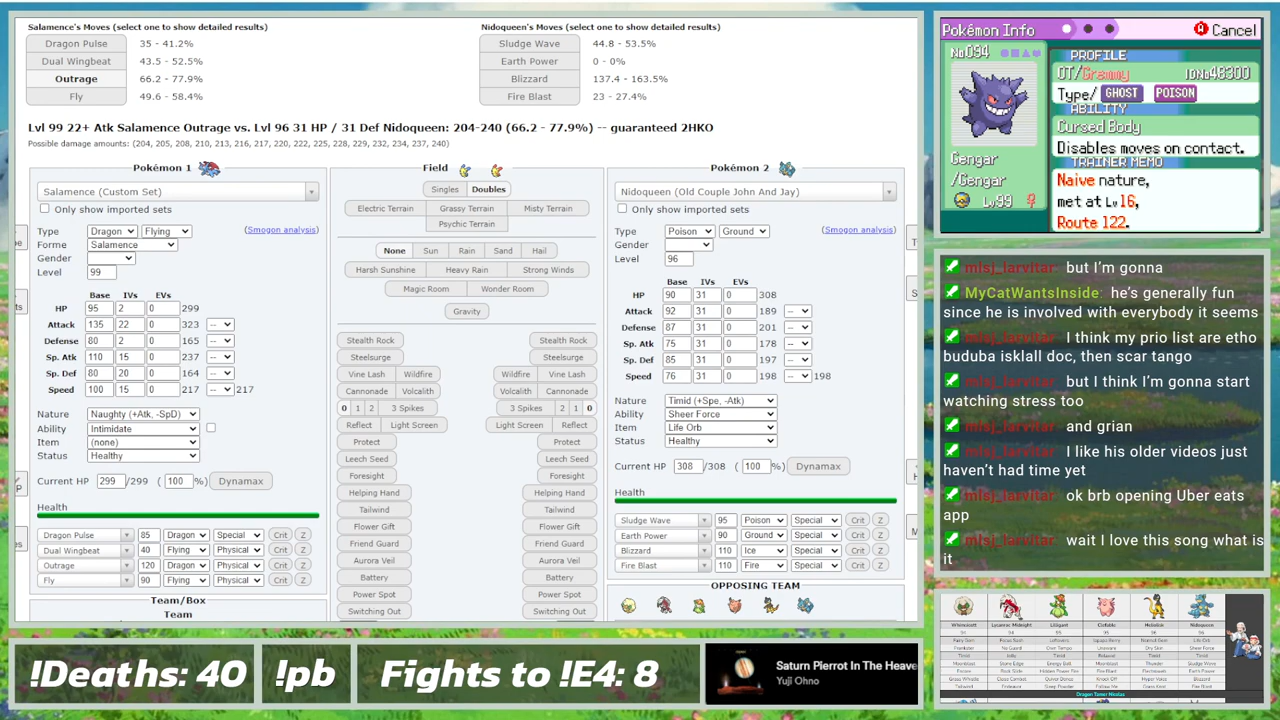 Salamence's Moves (select one to show detailed results)
Dragon Pulse 35 - 41.2%
Dual Wingbeat 43.5 - 52.5%
Outrage 66.2 - 77.9%
Fly 49.6 - 58.4%
Nidoqueen's Moves (select one to show detailed results)
Sludge Wave 44.8 - 53.5%
Earth Power 0 - 0%
Blizzard 137.4 - 163.5%
Fire Blast 23 - 27.4%
Lvl 99 22+ Atk Salamence Outrage vs. Lvl 96 31 HP / 31 Def Nidoqueen: 204-240 (66.2 - 77.9%) -- guaranteed 2HKO
Possible damage amounts: (204, 205, 208, 210, 213, 216, 217, 220, 222, 225, 228, 229, 232, 234, 237, 240)
Pokémon 1
Salamence (Custom Set)
Only show imported sets
Type Dragon Flying (Smogon analysis)
Forme Salamence
Gender
Level 99
Base IVs EVs
HP 95 2 0 299
Attack 135 22 0 323 --
Defense 80 2 0 165 --
Sp. Atk 110 15 0 237 --
Sp. Def 80 20 0 164 --
Speed 100 15 0 217 -- 217
Nature Naughty (+Atk, -SpD)
Ability Intimidate
Item (none)
Status Healthy
Current HP 299 /299 ( 100 %) Dynamax
Health
Dragon Pulse 85 Dragon Special Crit Z
Dual Wingbeat 40 Flying Physical Crit Z
Outrage 120 Dragon Physical Crit Z
Fly 90 Flying Physical Crit Z
Team/Box
Team
Field
Singles Doubles
Electric Terrain Grassy Terrain Misty Terrain
Psychic Terrain
None Sun Rain Sand Hail
Harsh Sunshine Heavy Rain Strong Winds
Magic Room Wonder Room
Gravity
Stealth Rock Stealth Rock
Steelsurge Steelsurge
Vine Lash Wildfire Wildfire Vine Lash
Cannonade Volcalith Volcalith Cannonade
0 1 2 3 Spikes 3 Spikes 2 1 0
Reflect Light Screen Light Screen Reflect
Protect Protect
Leech Seed Leech Seed
Foresight Foresight
Helping Hand Helping Hand
Tailwind Tailwind
Flower Gift Flower Gift
Friend Guard Friend Guard
Aurora Veil Aurora Veil
Battery Battery
Power Spot Power Spot
Switching Out Switching Out
Pokémon 2
Nidoqueen (Old Couple John And Jay)
Only show imported sets
Type Poison Ground (Smogon analysis)
Gender
Level 96
Base IVs EVs
HP 90 31 0 308
Attack 92 31 0 189 --
Defense 87 31 0 201 --
Sp. Atk 75 31 0 178 --
Sp. Def 85 31 0 197 --
Speed 76 31 0 198 -- 198
Nature Timid (+Spe, -Atk)
Ability Sheer Force
Item Life Orb
Status Healthy
Current HP 308 /308 ( 100 %) Dynamax
Health
Sludge Wave 95 Poison Special Crit Z
Earth Power 90 Ground Special Crit Z
Blizzard 110 Ice Special Crit Z
Fire Blast 110 Fire Special Crit Z
OPPOSING TEAM
Pokémon Info A Cancel
No094
PROFILE
OT/Grammy IDNo48300
Type/ GHOST POISON
ABILITY
Cursed Body
Disables moves on contact.
Gengar
/Gengar
Lv99 ♀
TRAINER MEMO
Naive nature,
met at Lv16,
Route 122.
mlsj_larvitar: but I'm gonna
MyCatWantsInside: he's generally fun
since he is involved with everybody it seems
mlsj_larvitar: I think my prio list are etho
buduba isklall doc, then scar tango
mlsj_larvitar: but I think I'm gonna start
watching stress too
mlsj_larvitar: and grian
mlsj_larvitar: I like his older videos just
haven't had time yet
mlsj_larvitar: ok brb opening Uber eats
app
mlsj_larvitar: wait I love this song what is
it
Whimsicott Lycanroc Midnight Lilligant Clefable Heliolisk Nidoqueen
Dragon Tamer Nicolas
!Deaths: 40 !pb - Fight: ROTE4: 8
Saturn Pierrot In The Heave
Yuji Ohno